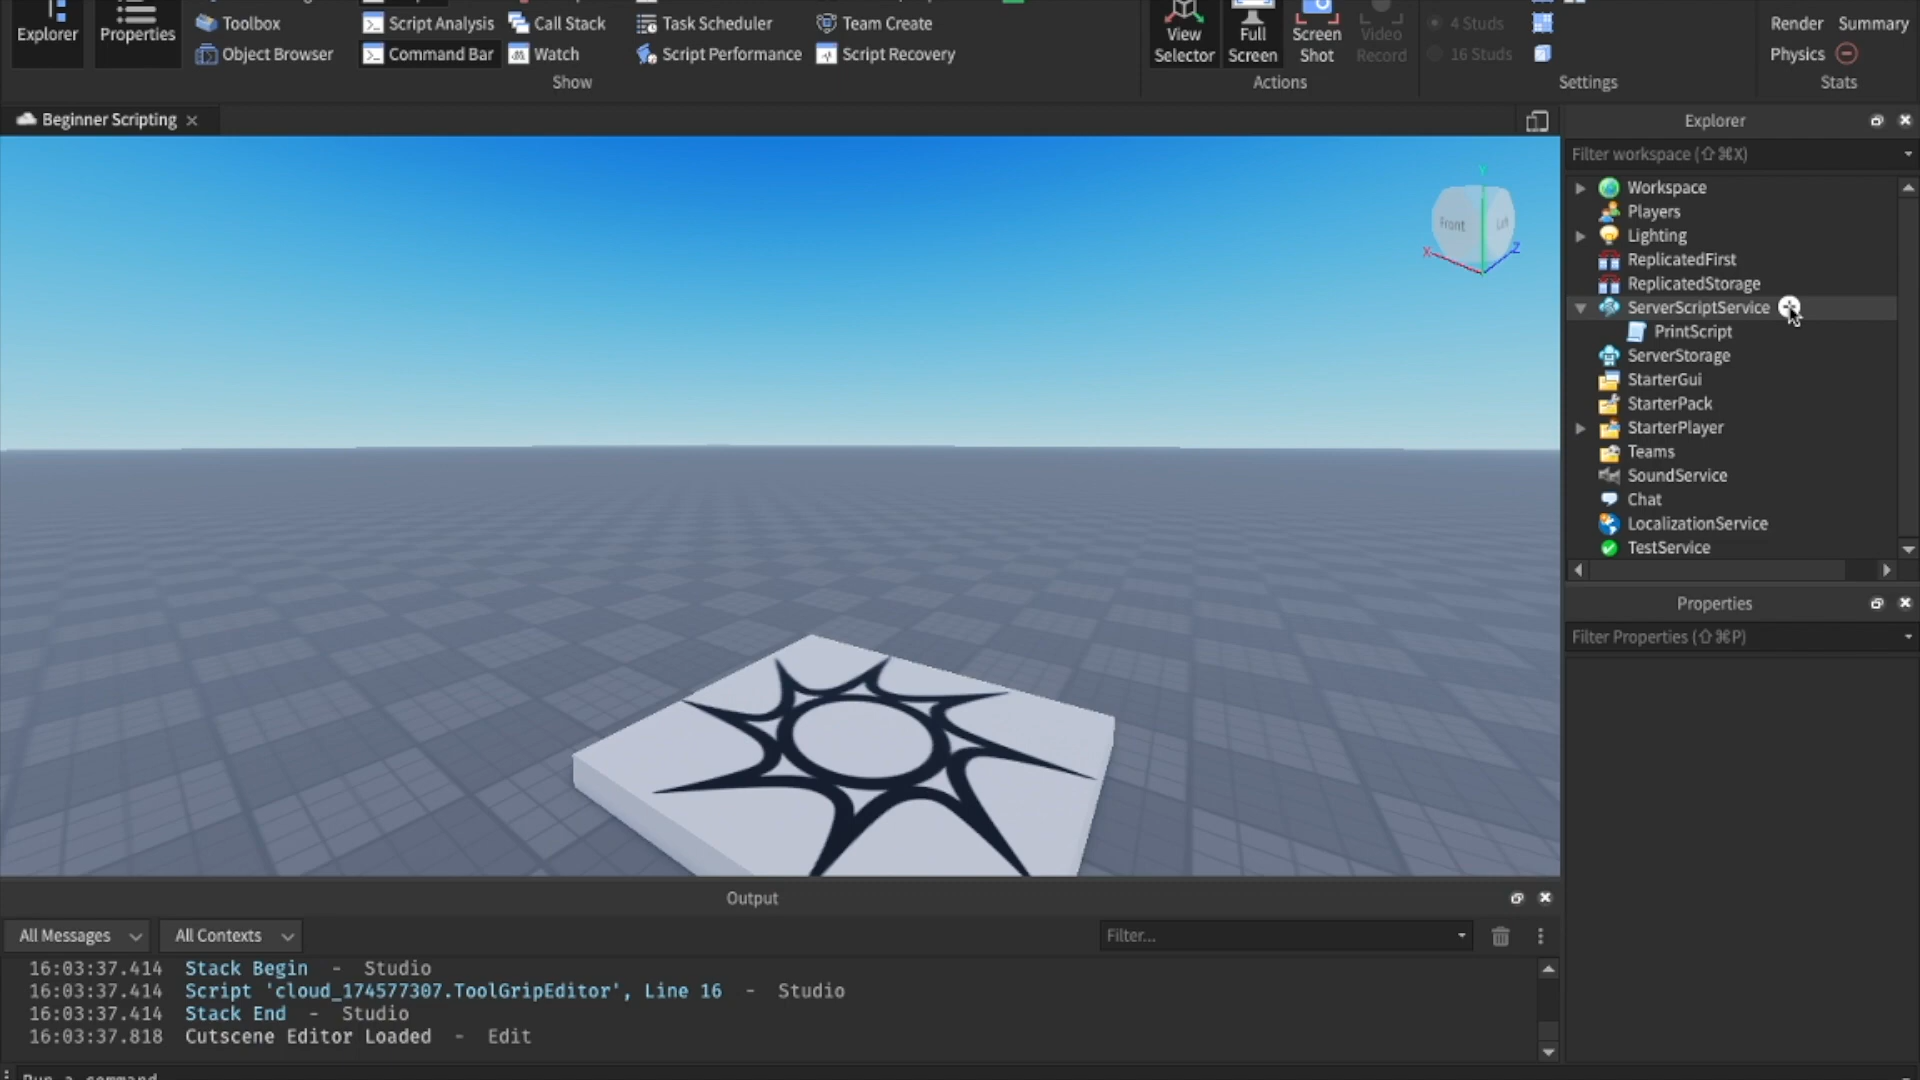 Explorer
Properties
Toolbox
Object Browser
Script Analysis
Command Bar
Call Stack
Watch
Task Scheduler
Script Performance
Team Create
Script Recovery
Show
View Selector
Full Screen
Screen Shot
Video Record
Actions
4 Studs
16 Studs
Settings
Render
Summary
Physics
Stats
Beginner Scripting
Front
X
Y
Z
Explorer
Filter workspace (⇧⌘X)
Workspace
Players
Lighting
ReplicatedFirst
ReplicatedStorage
ServerScriptService
PrintScript
ServerStorage
StarterGui
StarterPack
StarterPlayer
Teams
SoundService
Chat
LocalizationService
TestService
Properties
Filter Properties (⇧⌘P)
Output
All Messages
All Contexts
Filter...
16:03:37.414 Stack Begin - Studio
16:03:37.414 Script 'cloud_174577307.ToolGripEditor', Line 16 - Studio
16:03:37.414 Stack End - Studio
16:03:37.818 Cutscene Editor Loaded - Edit
Run a command